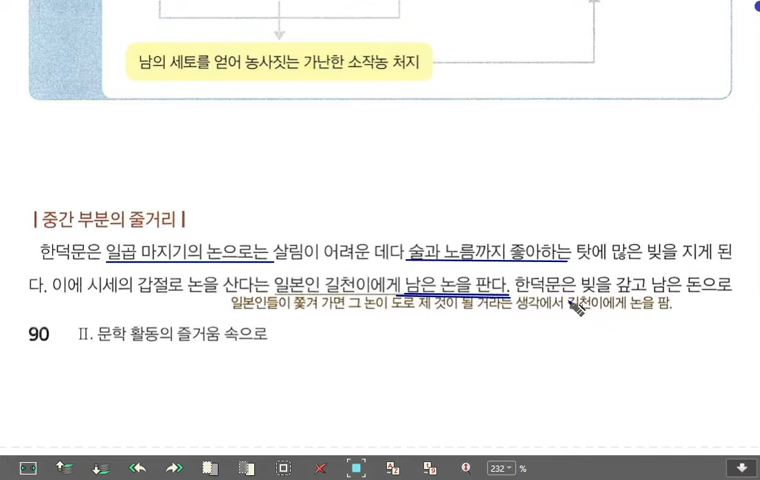 남의 세토를 얻어 농사짓는 가난한 소작농 처지
| 중간 부분의 줄거리 |
한덕문은 일곱 마지기의 논으로는 살림이 어려운 데다 술과 노름까지 좋아하는 탓에 많은 빚을 지게 된
다. 이에 시세의 갑절로 논을 산다는 일본인 길천이에게 남은 논을 판다. 한덕문은 빚을 갚고 남은 돈으로
일본인들이 쫓겨 가면 그 논이 도로 제 것이 될 거라는 생각에서 길천이에게 논을 팜.
90 Ⅱ. 문학 활동의 즐거움 속으로
232 %